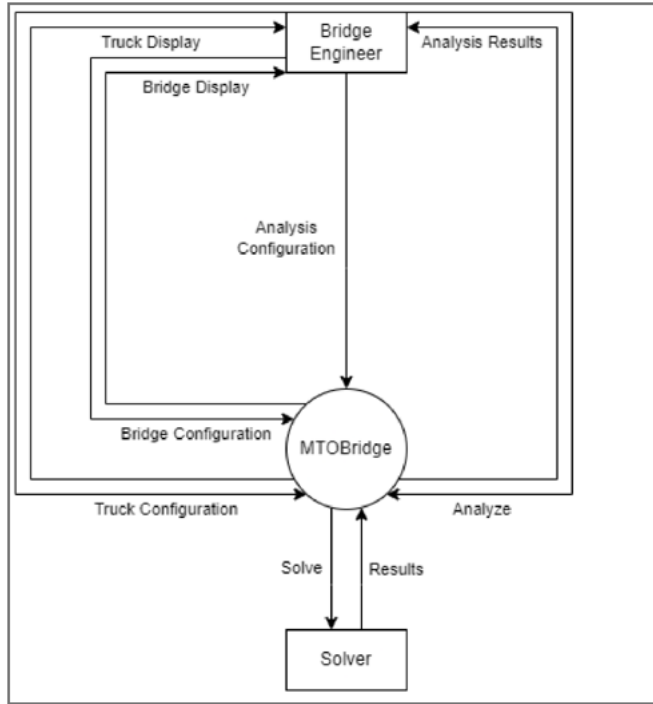 Truck Display
Bridge
Engineer
Analysis Results
Bridge Display
Analysis
Configuration
Bridge Configuration
MTOBridge
Truck Configuration
Analyze
Solve
Results
Solver